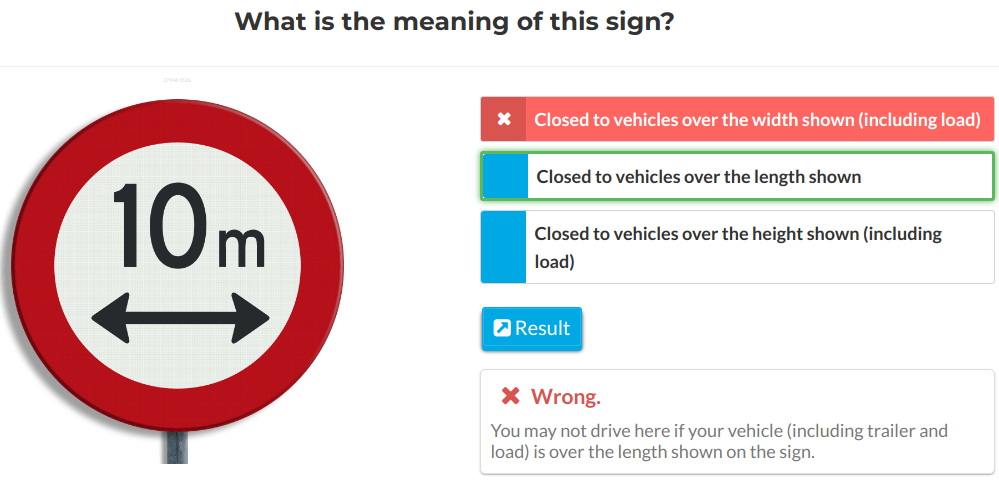 What is the meaning of this sign?
10m
Closed to vehicles over the width shown (including load)
Closed to vehicles over the length shown
Closed to vehicles over the height shown (including
load)
Result
Wrong.
You may not drive here if your vehicle (including trailer and
load) is over the length shown on the sign.